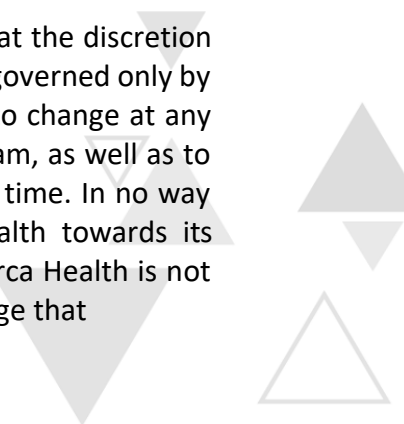 at the discretion
governed only by
o change at any
am, as well as to
time. In no way
alth towards its
rca Health is not
ge that